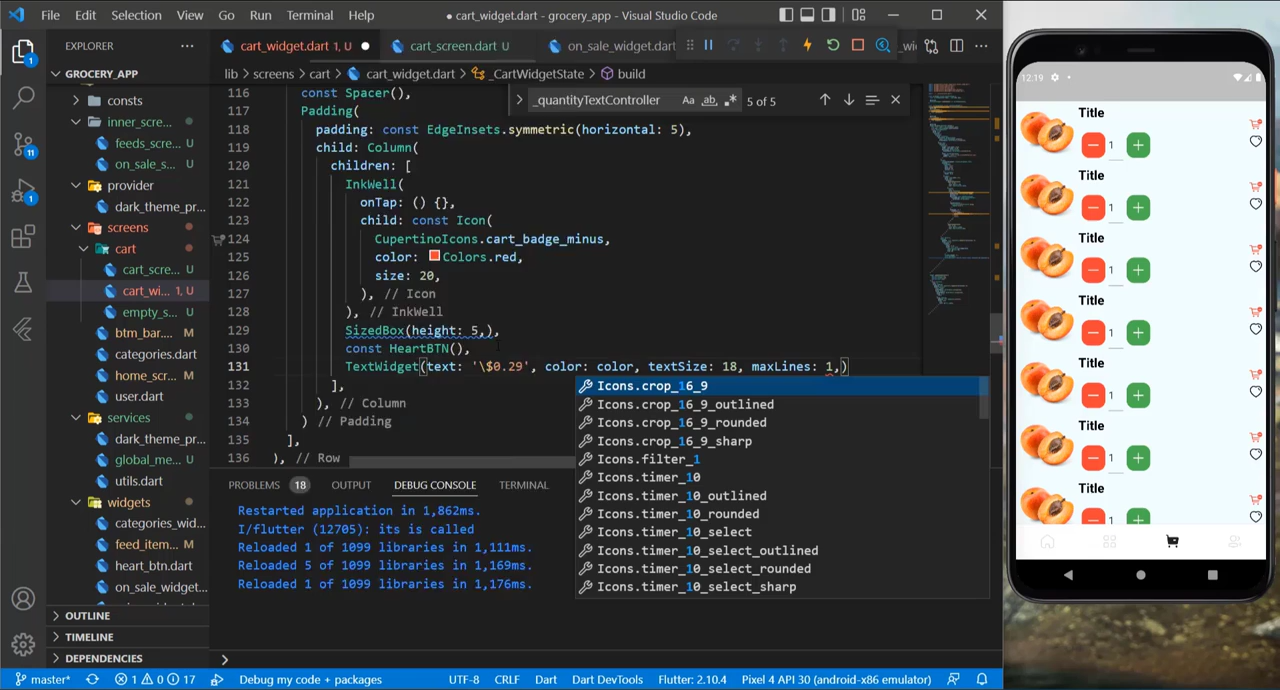 File Edit Selection View Go Run Terminal Help
● cart_widget.dart - grocery_app - Visual Studio Code
EXPLORER
cart_widget.dart 1, U
cart_screen.dart U
on_sale_widget.dart
GROCERY_APP
lib > screens > cart > cart_widget.dart > _CartWidgetState > build
consts
inner_scre...
feeds_scre... U
on_sale_s... U
provider
dark_theme_pr...
screens
cart
cart_scre... U
cart_wi... 1, U
empty_s... U
btm_bar.... M
categories.dart
home_scr... M
user.dart
services
dark_theme_pr...
global_me... U
utils.dart
widgets
categories_wid...
feed_item... M
heart_btn.dart
on_sale_widget...
OUTLINE
TIMELINE
DEPENDENCIES
_quantityTextController Aa ab 5 of 5
116 const Spacer(),
117 Padding(
118 padding: const EdgeInsets.symmetric(horizontal: 5),
119 child: Column(
120 children: [
121 InkWell(
122 onTap: () {},
123 child: const Icon(
124 CupertinoIcons.cart_badge_minus,
125 color: Colors.red,
126 size: 20,
127 ), // Icon
128 ), // InkWell
129 SizedBox(height: 5,),
130 const HeartBTN(),
131 TextWidget(text: '\$0.29', color: color, textSize: 18, maxLines: 1,)
132 ],
133 ), // Column
134 ) // Padding
135 ],
136 ), // Row
Icons.crop_16_9
Icons.crop_16_9_outlined
Icons.crop_16_9_rounded
Icons.crop_16_9_sharp
Icons.filter_1
Icons.timer_10
Icons.timer_10_outlined
Icons.timer_10_rounded
Icons.timer_10_select
Icons.timer_10_select_outlined
Icons.timer_10_select_rounded
Icons.timer_10_select_sharp
PROBLEMS 18 OUTPUT DEBUG CONSOLE TERMINAL
Restarted application in 1,862ms.
I/flutter (12705): its is called
Reloaded 1 of 1099 libraries in 1,111ms.
Reloaded 5 of 1099 libraries in 1,169ms.
Reloaded 1 of 1099 libraries in 1,176ms.
master* 1 0 17 Debug my code + packages UTF-8 CRLF Dart Dart DevTools Flutter: 2.10.4 Pixel 4 API 30 (android-x86 emulator)
12:19
Title
1
Title
1
Title
1
Title
1
Title
1
Title
1
Title
1